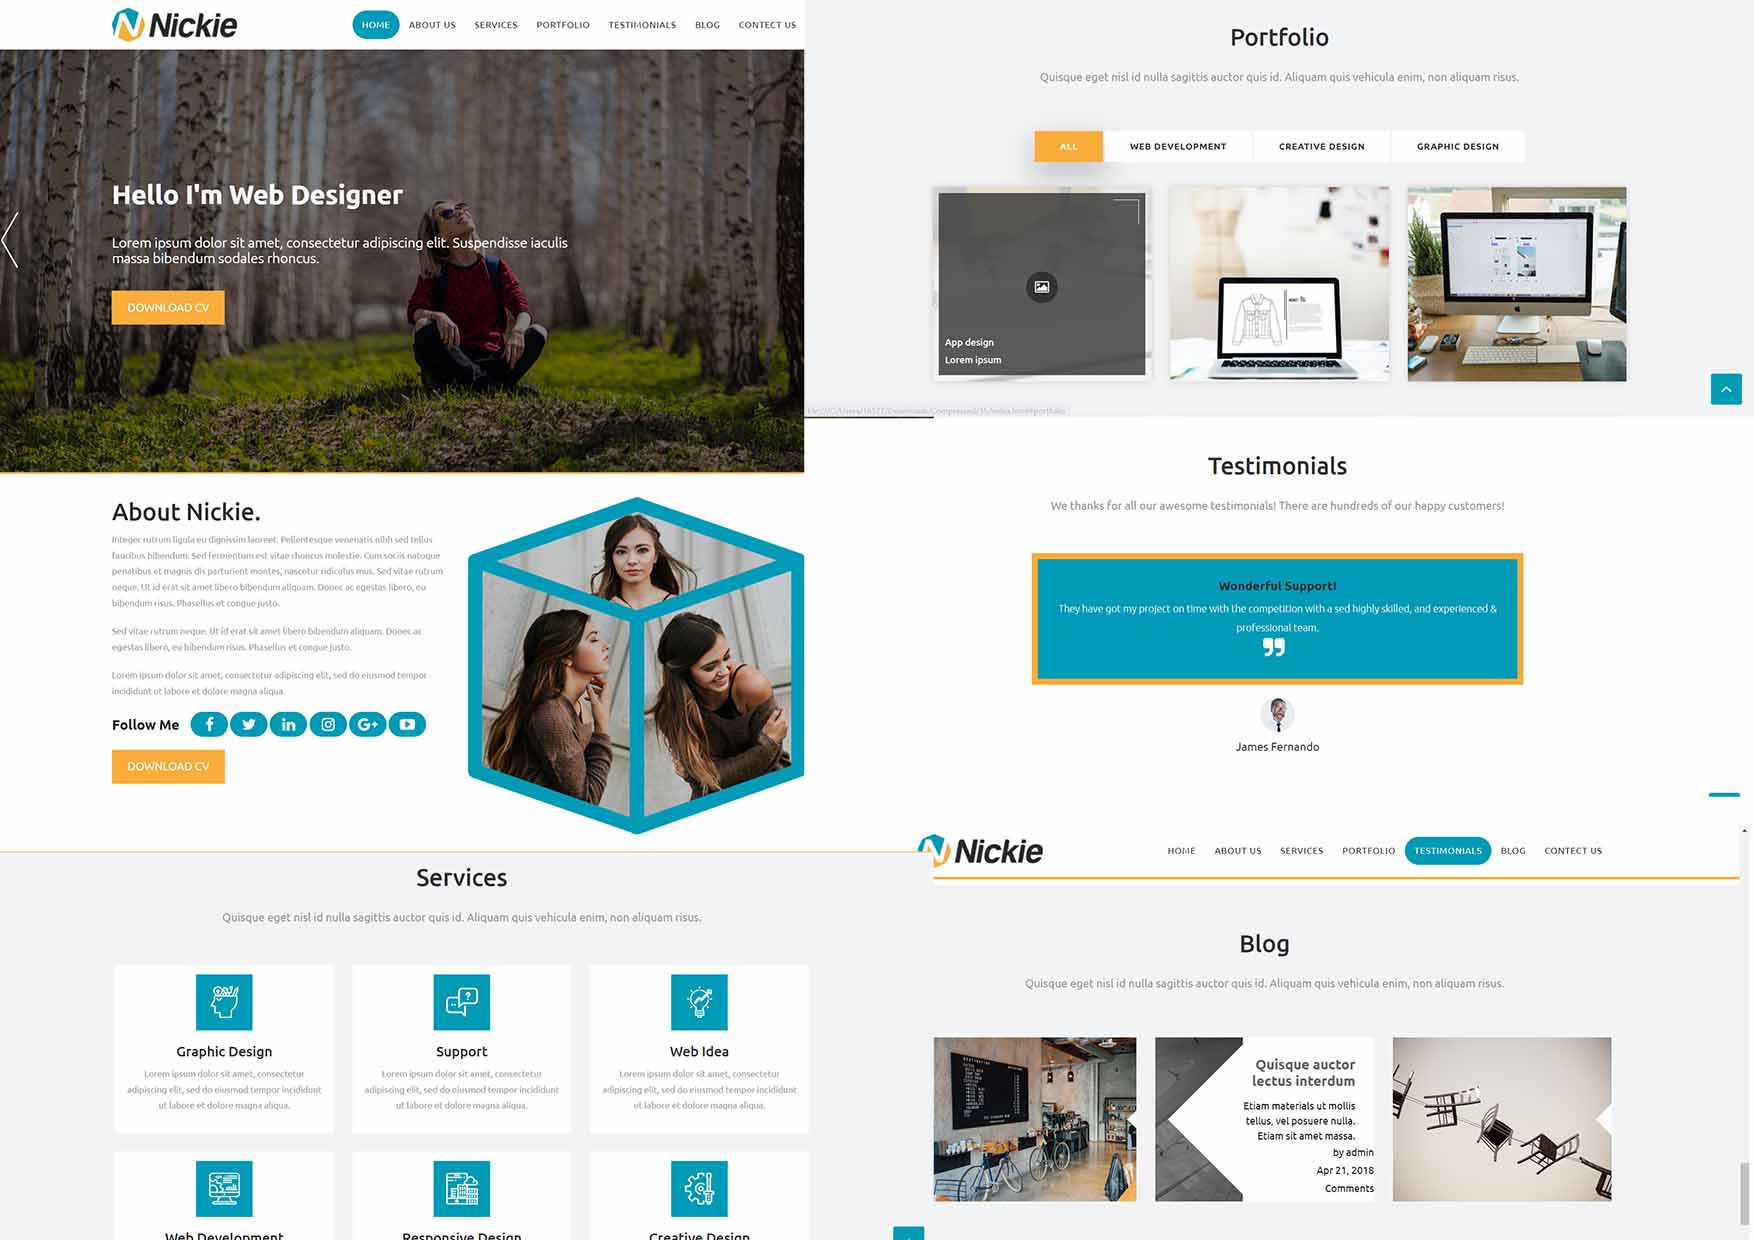 Nickie
HOME ABOUT US SERVICES PORTFOLIO TESTIMONIALS BLOG CONTACT US
Hello I'm Web Designer
Lorem ipsum dolor sit amet, consectetur adipiscing elit. Suspendisse iaculis
massa bibendum sodales rhoncus.
DOWNLOAD CV
About Nickie.
Integer rutrum ligula eu dignissim laoreet. Pellentesque venenatis nibh sed tellus
faucibus bibendum. Sed fermentum est vitae rhoncus molestie. Cum sociis natoque
penatibus et magnis dis parturient montes, nascetur ridiculus mus. Sed vitae rutrum
neque. Ut id erat sit amet libero bibendum aliquam. Donec ac egestas libero, eu
bibendum risus. Phasellus et congue justo.
Sed vitae rutrum neque. Ut id erat sit amet libero bibendum aliquam. Donec ac
egestas libero, eu bibendum risus. Phasellus et congue justo.
Lorem ipsum dolor sit amet, consectetur adipiscing elit, sed do eiusmod tempor
incididunt ut labore et dolore magna aliqua.
Follow Me
DOWNLOAD CV
Services
Quisque eget nisl id nulla sagittis auctor quis id. Aliquam quis vehicula enim, non aliquam risus.
Graphic Design
Lorem ipsum dolor sit amet, consectetur
adipiscing elit, sed do eiusmod tempor incididunt
ut labore et dolore magna aliqua.
Support
Lorem ipsum dolor sit amet, consectetur
adipiscing elit, sed do eiusmod tempor incididunt
ut labore et dolore magna aliqua.
Web Idea
Lorem ipsum dolor sit amet, consectetur
adipiscing elit, sed do eiusmod tempor incididunt
ut labore et dolore magna aliqua.
Web Development
Responsive Design
Creative Design
Portfolio
Quisque eget nisl id nulla sagittis auctor quis id. Aliquam quis vehicula enim, non aliquam risus.
ALL WEB DEVELOPMENT CREATIVE DESIGN GRAPHIC DESIGN
App design
Lorem ipsum
Testimonials
We thanks for all our awesome testimonials! There are hundreds of our happy customers!
Wonderful Support!
They have got my project on time with the competition with a sed highly skilled, and experienced &
professional team.
James Fernando
Nickie
HOME ABOUT US SERVICES PORTFOLIO TESTIMONIALS BLOG CONTACT US
Blog
Quisque eget nisl id nulla sagittis auctor quis id. Aliquam quis vehicula enim, non aliquam risus.
Quisque auctor
lectus interdum
Etiam materials ut mollis
tellus, vel posuere nulla.
Etiam sit amet massa.
by admin
Apr 21, 2018
Comments